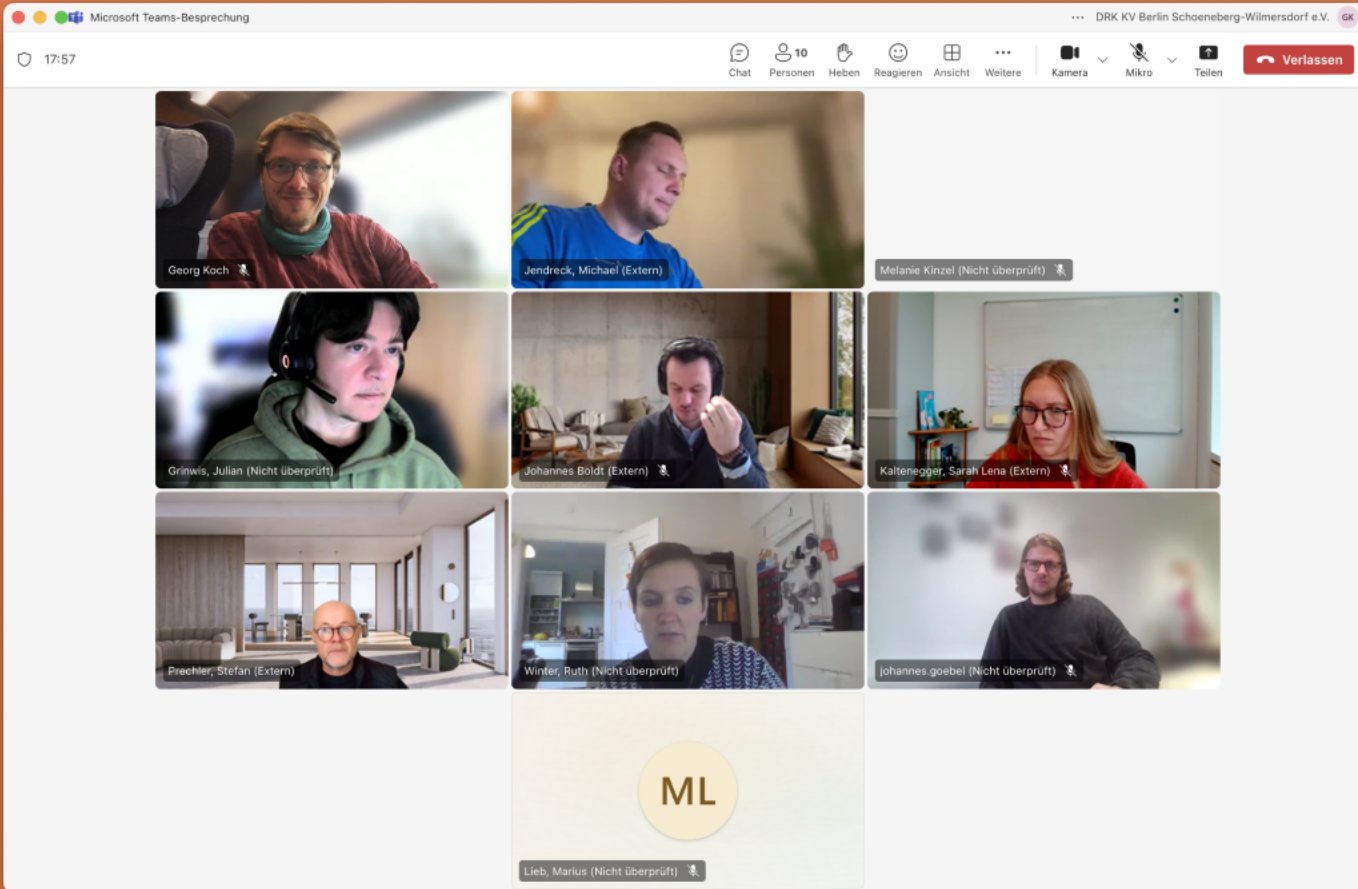 Microsoft Teams-Besprechung
··· DRK KV Berlin Schoeneberg-Wilmersdorf e.V. GK
17:57
10
Chat Personen Heben Reagieren Ansicht Weitere Kamera Mikro Teilen Verlassen
Georg Koch
Jendreck, Michael (Extern)
Melanie Kinzel (Nicht überprüft)
Grinwis, Julian (Nicht überprüft)
Johannes Boldt (Extern)
Kaltenegger, Sarah Lena (Extern)
Prechler, Stefan (Extern)
Winter, Ruth (Nicht überprüft)
johannes.goebel (Nicht überprüft)
ML
Lieb, Marius (Nicht überprüft)